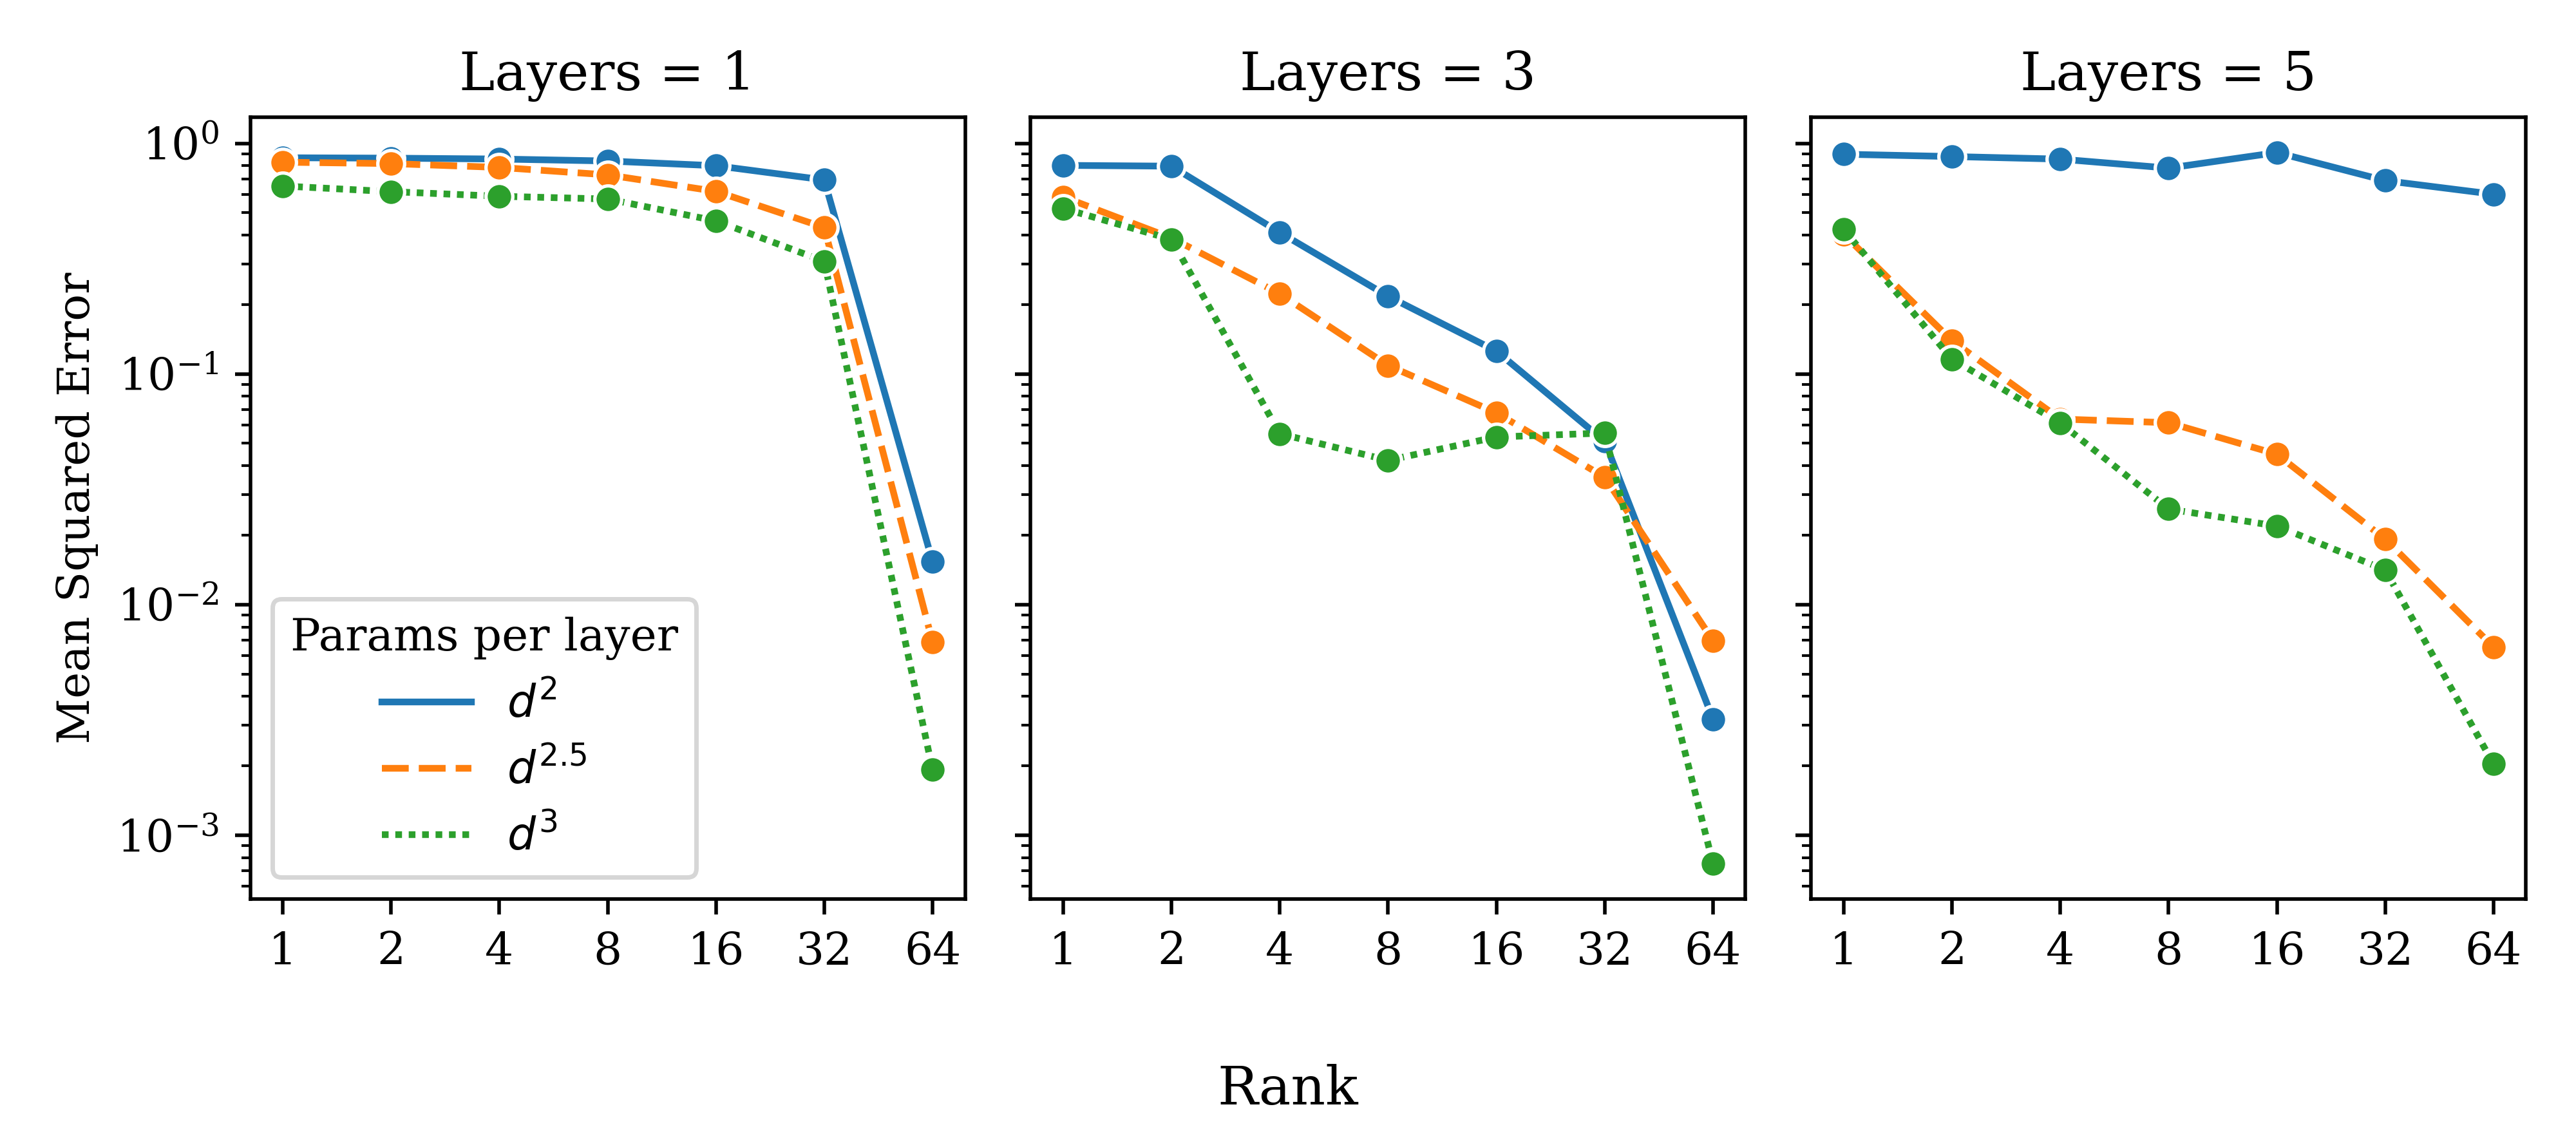 Layers = 1
Layers = 3
Layers = 5
Mean Squared Error
10^0
10^-1
10^-2
10^-3
Params per layer
d^2
d^2.5
d^3
1 2 4 8 16 32 64
1 2 4 8 16 32 64
1 2 4 8 16 32 64
Rank